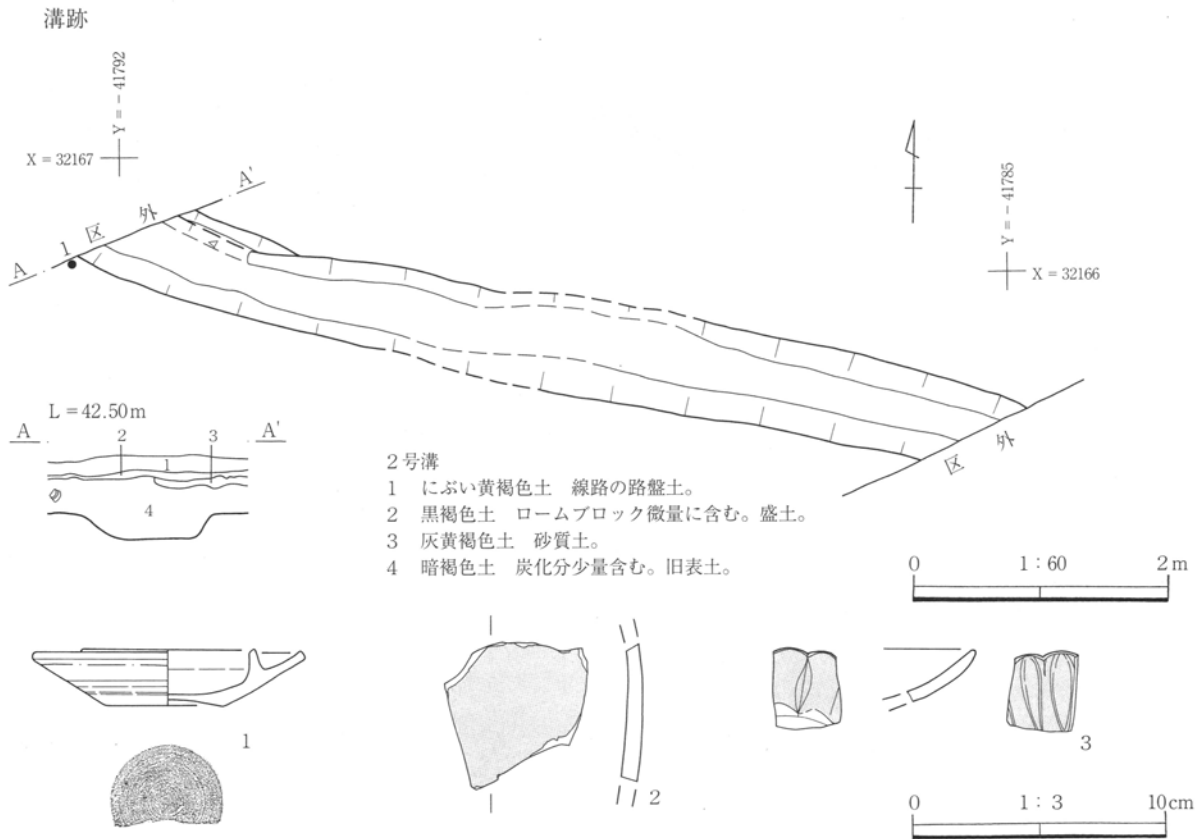 溝跡
Y＝－41792
X＝32167
A'
外
区
1
A
Y＝－41785
X＝32166
区 外
L＝42.50m
A 2 3 A'
1
4
2号溝
1 にぶい黄褐色土 線路の路盤土。
2 黒褐色土 ロームブロック微量に含む。盛土。
3 灰黄褐色土 砂質土。
4 暗褐色土 炭化分少量含む。旧表土。
0 1：60 2m
1
2
3
0 1：3 10cm